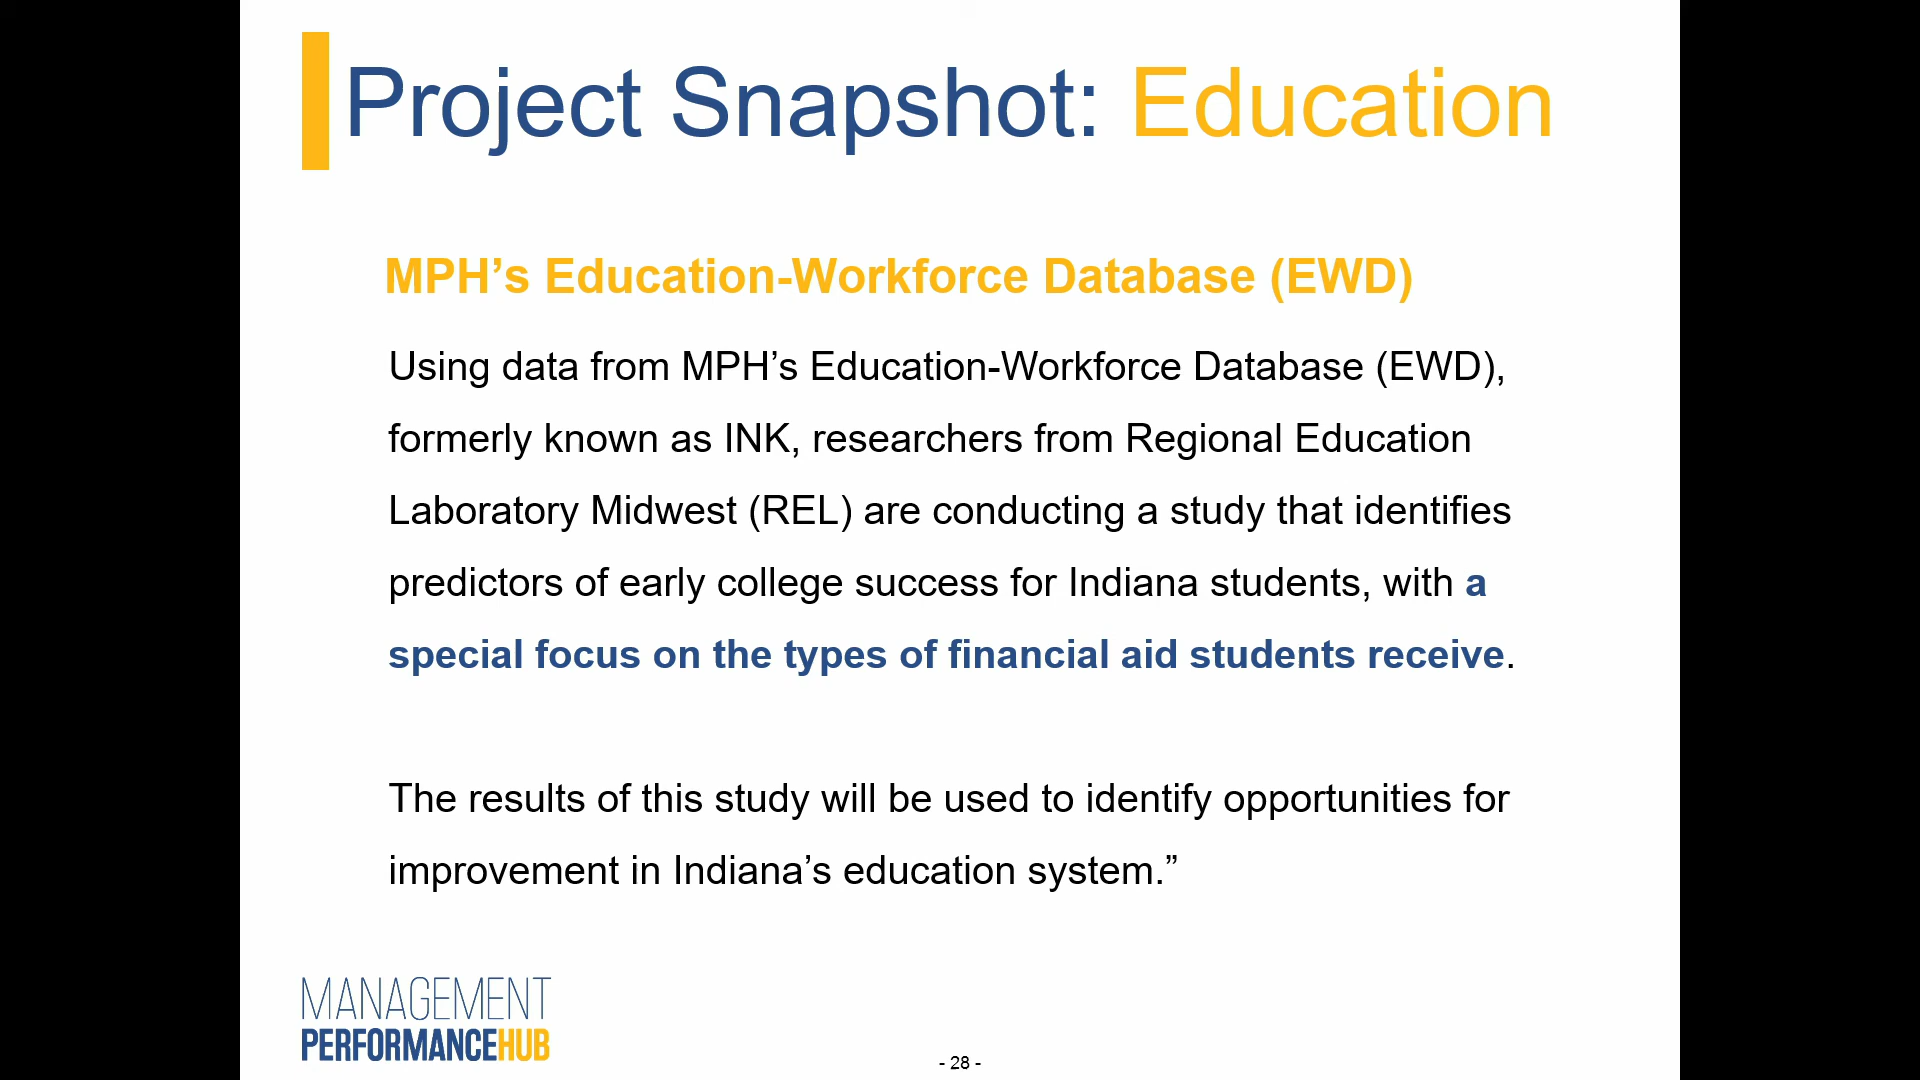 Project Snapshot: Education
MPH’s Education-Workforce Database (EWD)
Using data from MPH’s Education-Workforce Database (EWD),
formerly known as INK, researchers from Regional Education
Laboratory Midwest (REL) are conducting a study that identifies
predictors of early college success for Indiana students, with a
special focus on the types of financial aid students receive.
The results of this study will be used to identify opportunities for
improvement in Indiana’s education system.”
MANAGEMENT
PERFORMANCEHUB
- 28 -